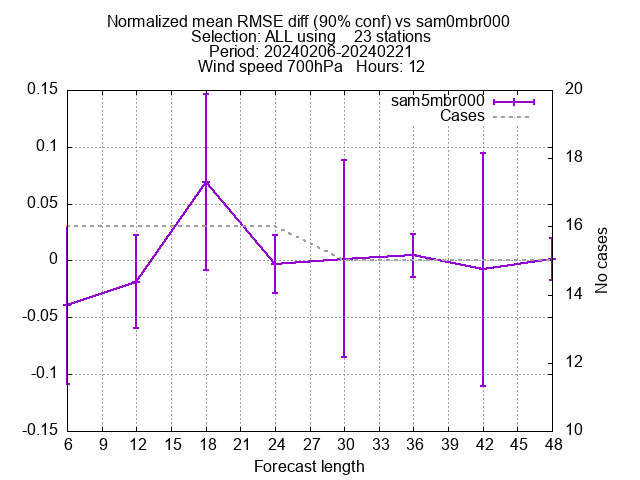 Normalized mean RMSE diff (90% conf) vs sam0mbr000
Selection: ALL using    23 stations
Period: 20240206-20240221
Wind speed 700hPa   Hours: 12
0.15
0.1
0.05
0
-0.05
-0.1
-0.15
20
18
16
14
12
10
sam5mbr000
Cases
No cases
6 9 12 15 18 21 24 27 30 33 36 39 42 45 48
Forecast length